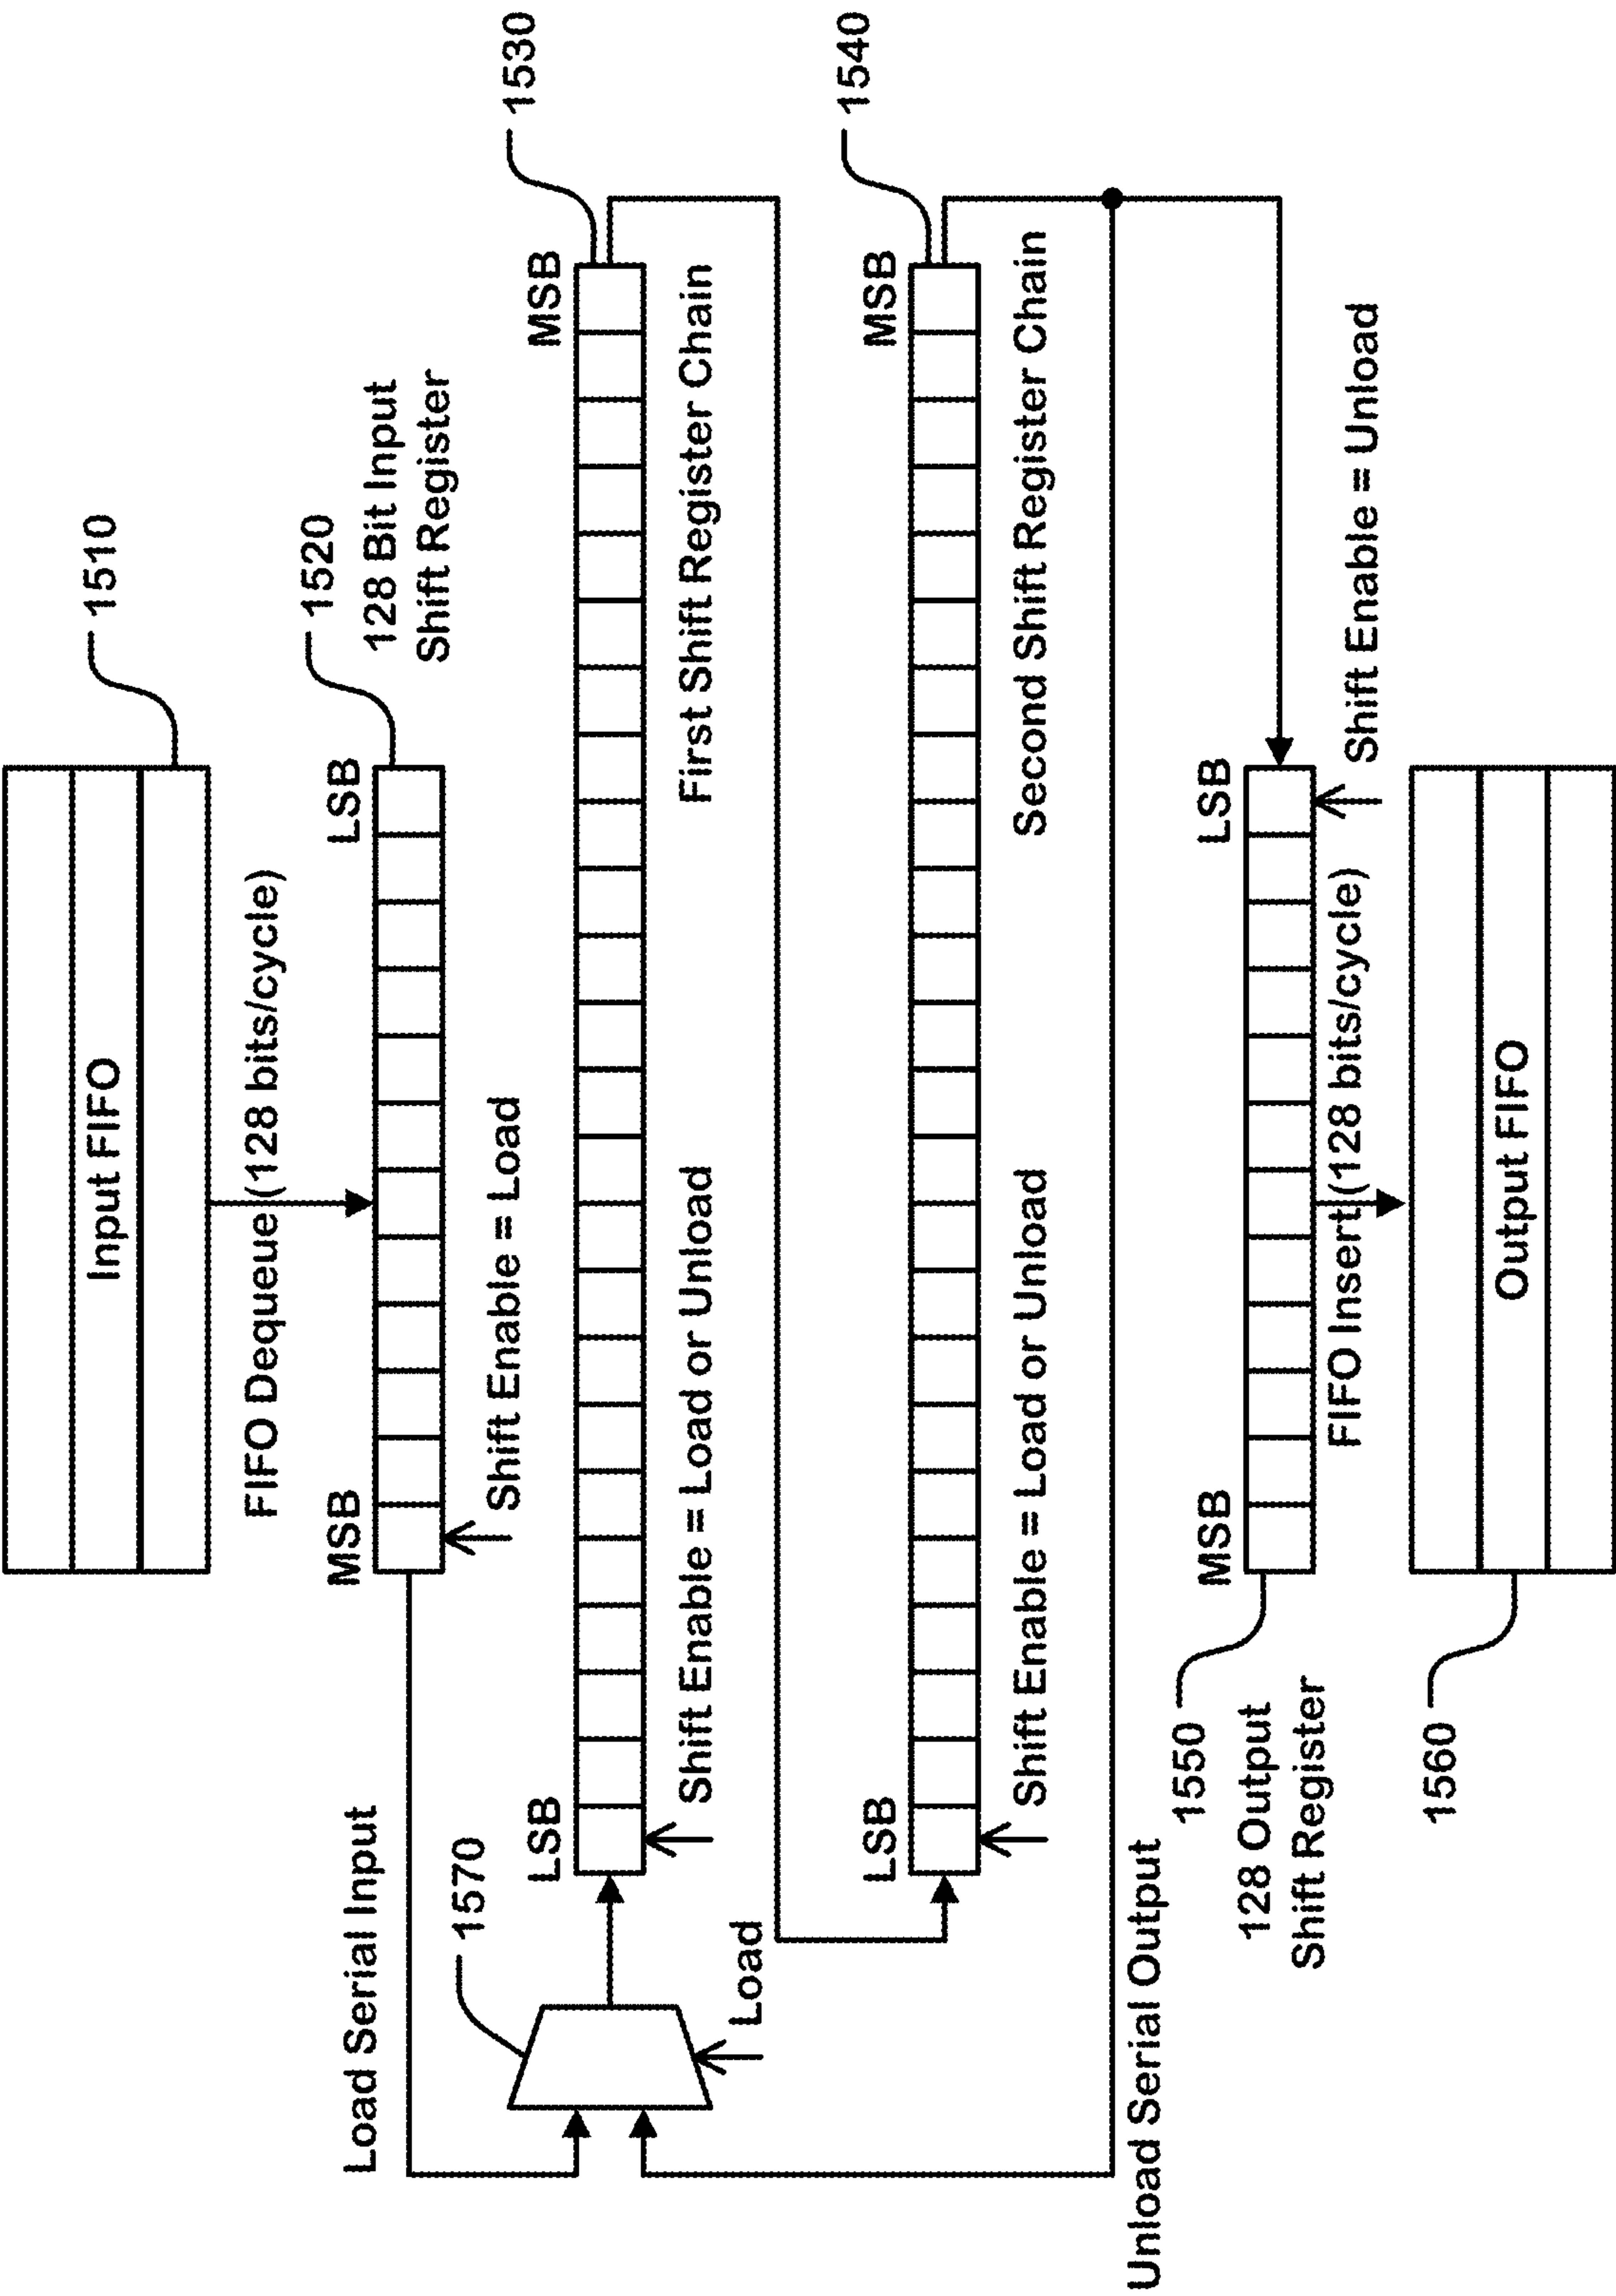 Input FIFO
1510
FIFO Dequeue (128 bits/cycle)
Load Serial Input
MSB
LSB
1520
128 Bit Input
Shift Register
Shift Enable = Load
1570
LSB
MSB
1530
Shift Enable = Load or Unload
First Shift Register Chain
Load
LSB
MSB
1540
Shift Enable = Load or Unload
Second Shift Register Chain
Unload Serial Output
1550
128 Output
Shift Register
MSB
LSB
FIFO Insert (128 bits/cycle)
Shift Enable = Unload
1560
Output FIFO